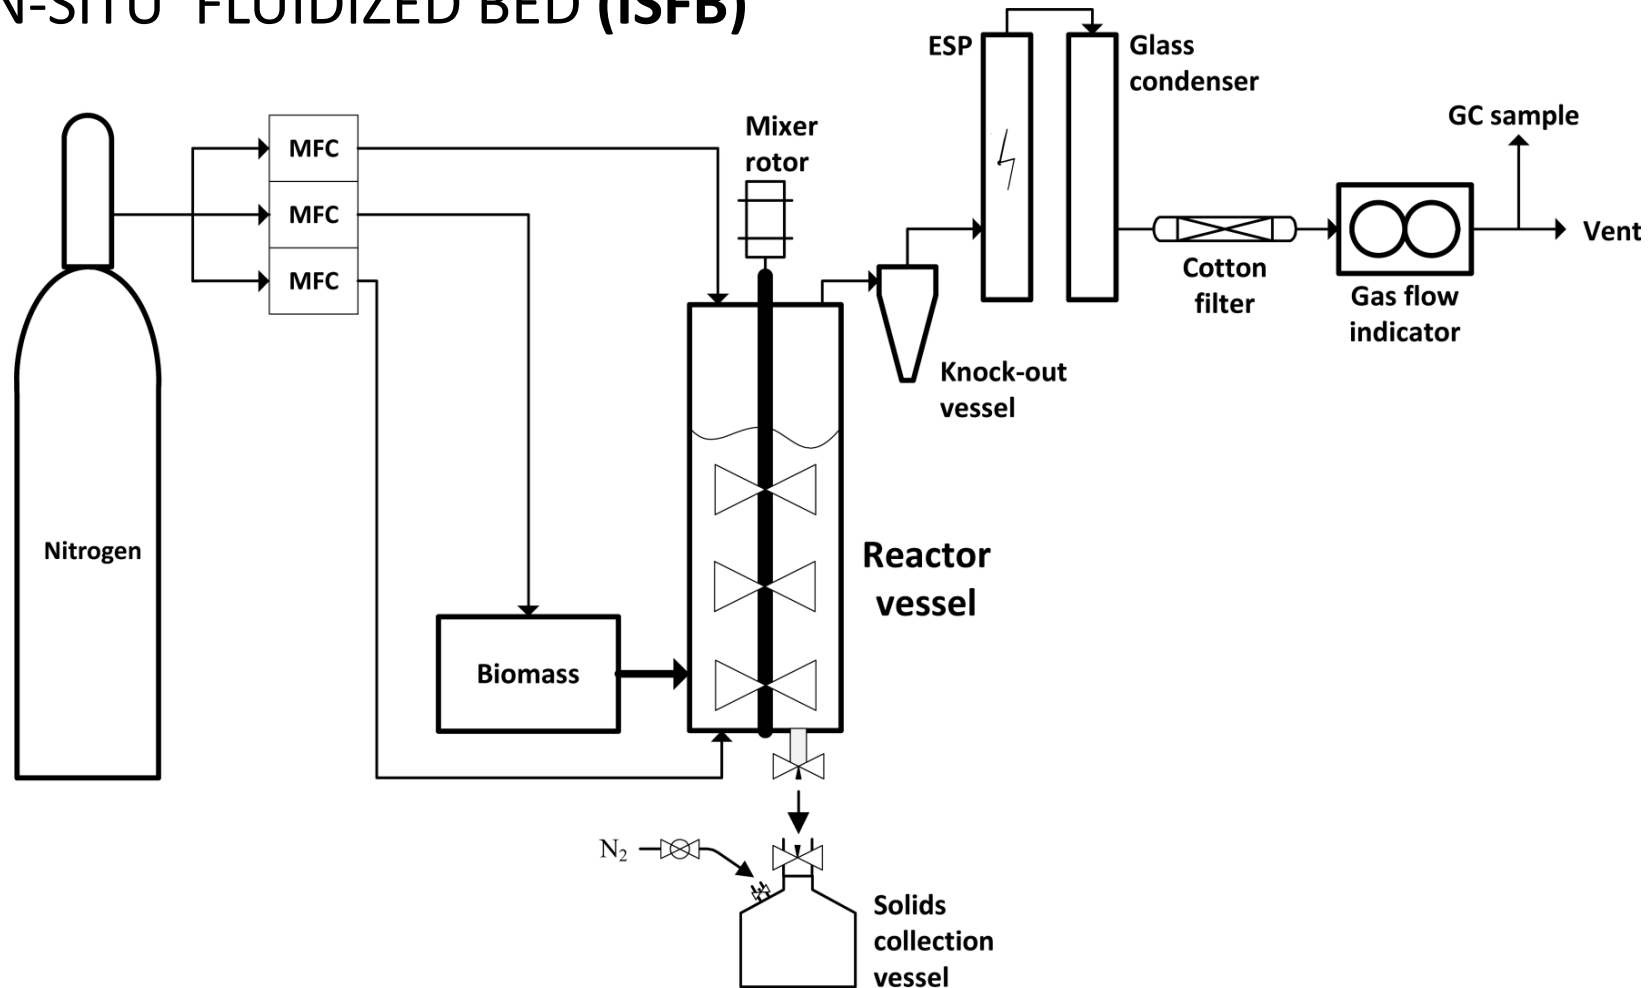 N-SITU FLUIDIZED BED (ISFB)
ESP
Glass
condenser
GC sample
Mixer
rotor
MFC
MFC
MFC
Vent
Cotton
filter
Gas flow
indicator
Knock-out
vessel
Nitrogen
Reactor
vessel
Biomass
N₂
Solids
collection
vessel